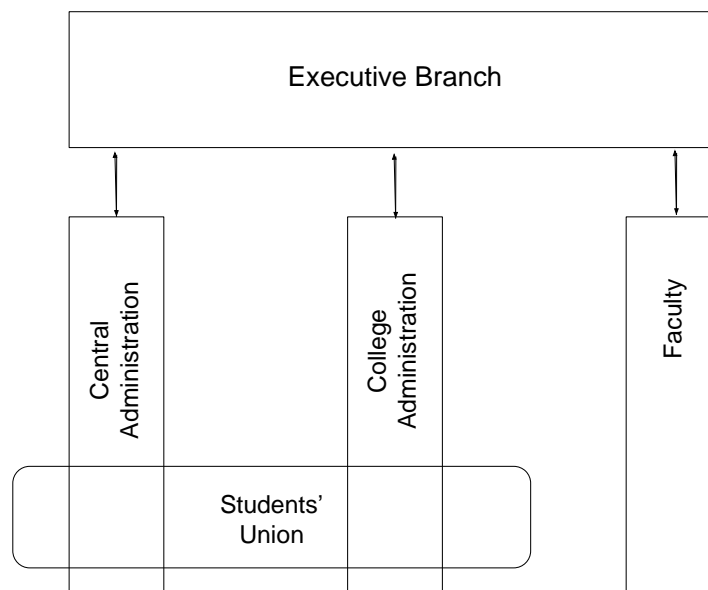 Executive Branch
Central
Administration
College
Administration
Faculty
Students’
Union